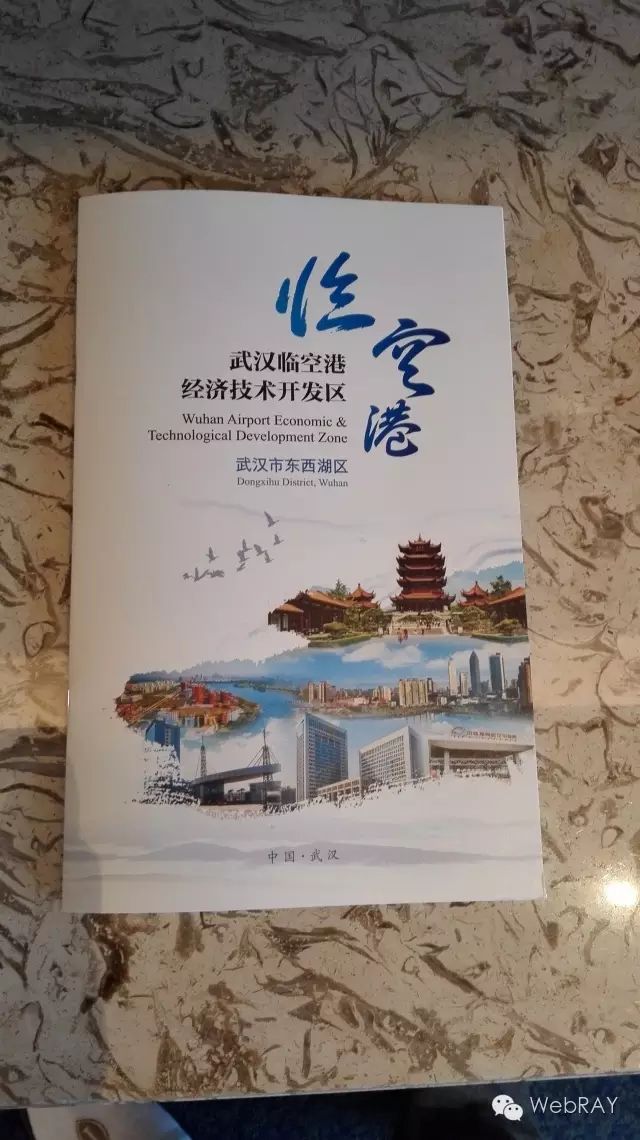 临空港
武汉临空港
经济技术开发区
Wuhan Airport Economic &
Technological Development Zone
武汉市东西湖区
Dongxihu District, Wuhan
中国·武汉
WebRAY